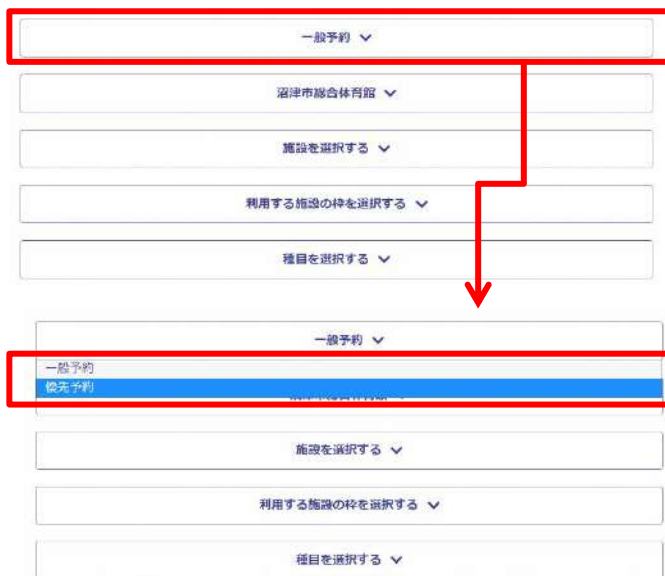 一般予約
沼津市総合体育館
施設を選択する
利用する施設の枠を選択する
種目を選択する
一般予約
一般予約
優先予約
施設を選択する
利用する施設の枠を選択する
種目を選択する